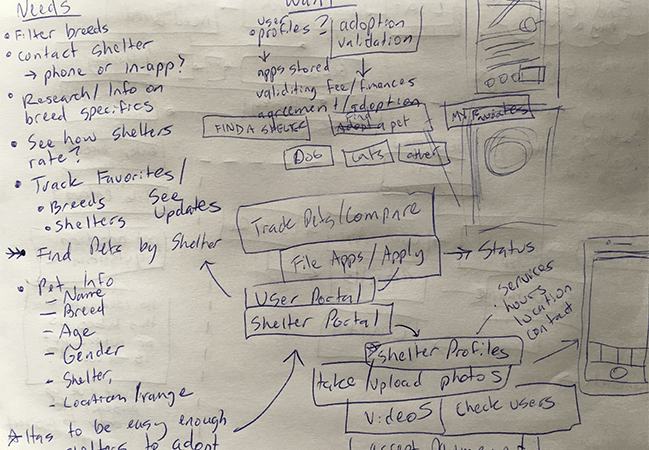 Needs
• Filter breeds
• Contact shelter
→ phone or in-app?
• Research/Info on
breed specifics
• See how shelters
rate?
• Track Favorites/
• Breeds See
• Shelters Updates
Find Pets by Shelter
• Pet Info
– Name
– Breed
– Age
– Gender
– Shelter,
– Location/range
has to be easy enough
to adopt
Want
user
• profiles?
adoption
validation
apps stored
validiting fee/finances
agreement/adoption
FIND A SHELTER
Find
Adopt a pet
MY Favorites
DOG
Cats
other
Track Pets/Compare
File Apps/Apply → Status
User Portal
Shelter Portal
• Services
hours
location
contact
Shelter Profiles
take/upload photos
Videos
Check users
accept